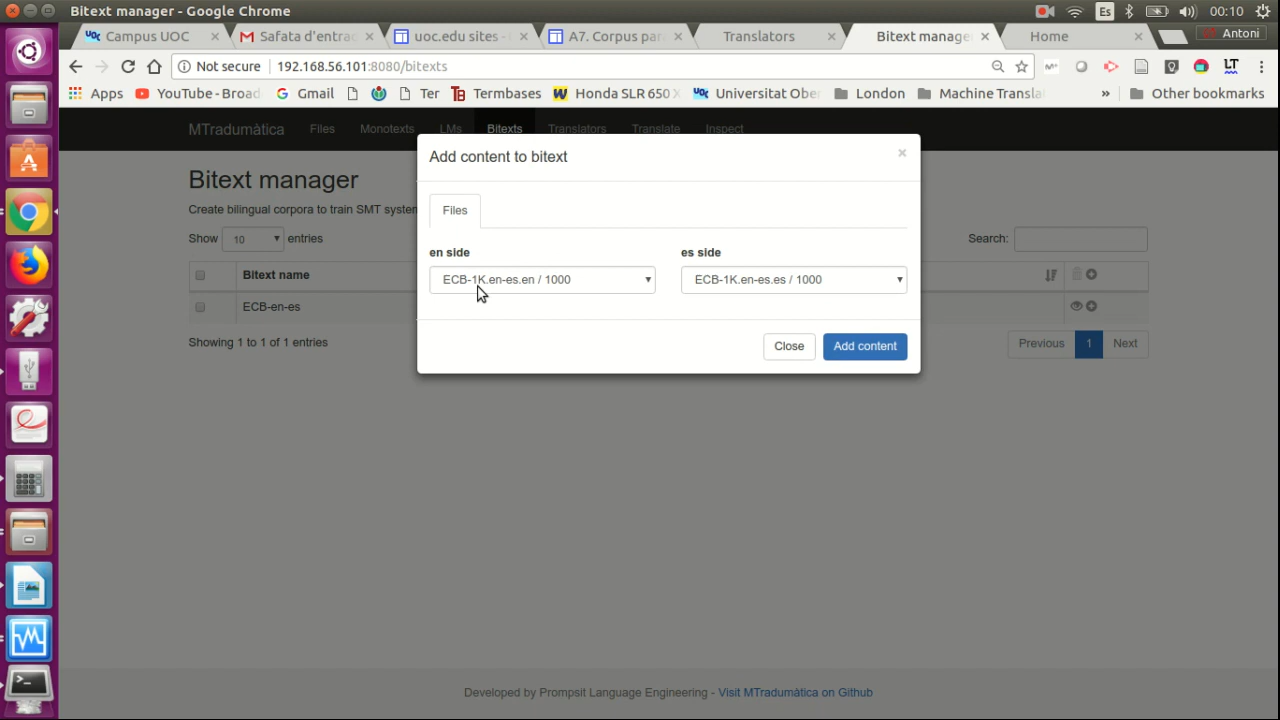 Bitext manager - Google Chrome
Es
00:10
Campus UOC
Safata d'entrad
uoc.edu sites - 
A7. Corpus par
Translators
Bitext manager
Home
Antoni
Not secure
192.168.56.101:8080/bitexts
LT
Apps
YouTube - Broad
Gmail
Ter
Termbases
Honda SLR 650
Universitat Ober
London
Machine Transla
»
Other bookmarks
MTradumàtica
Files
Monotexts
LMs
Bitexts
Translators
Translate
Inspect
Add content to bitext
×
Bitext manager
Create bilingual corpora to train SMT system
Files
Show 10 entries
Search:
en side
es side
Bitext name
ECB-1K.en-es.en / 1000
ECB-1K.en-es.es / 1000
ECB-en-es
Showing 1 to 1 of 1 entries
Close
Add content
Previous
1
Next
Developed by Prompsit Language Engineering - Visit MTradumàtica on Github